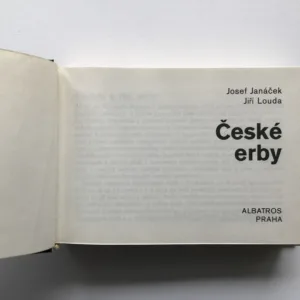 Josef Janáček
Jiří Louda
České
erby
ALBATROS
PRAHA